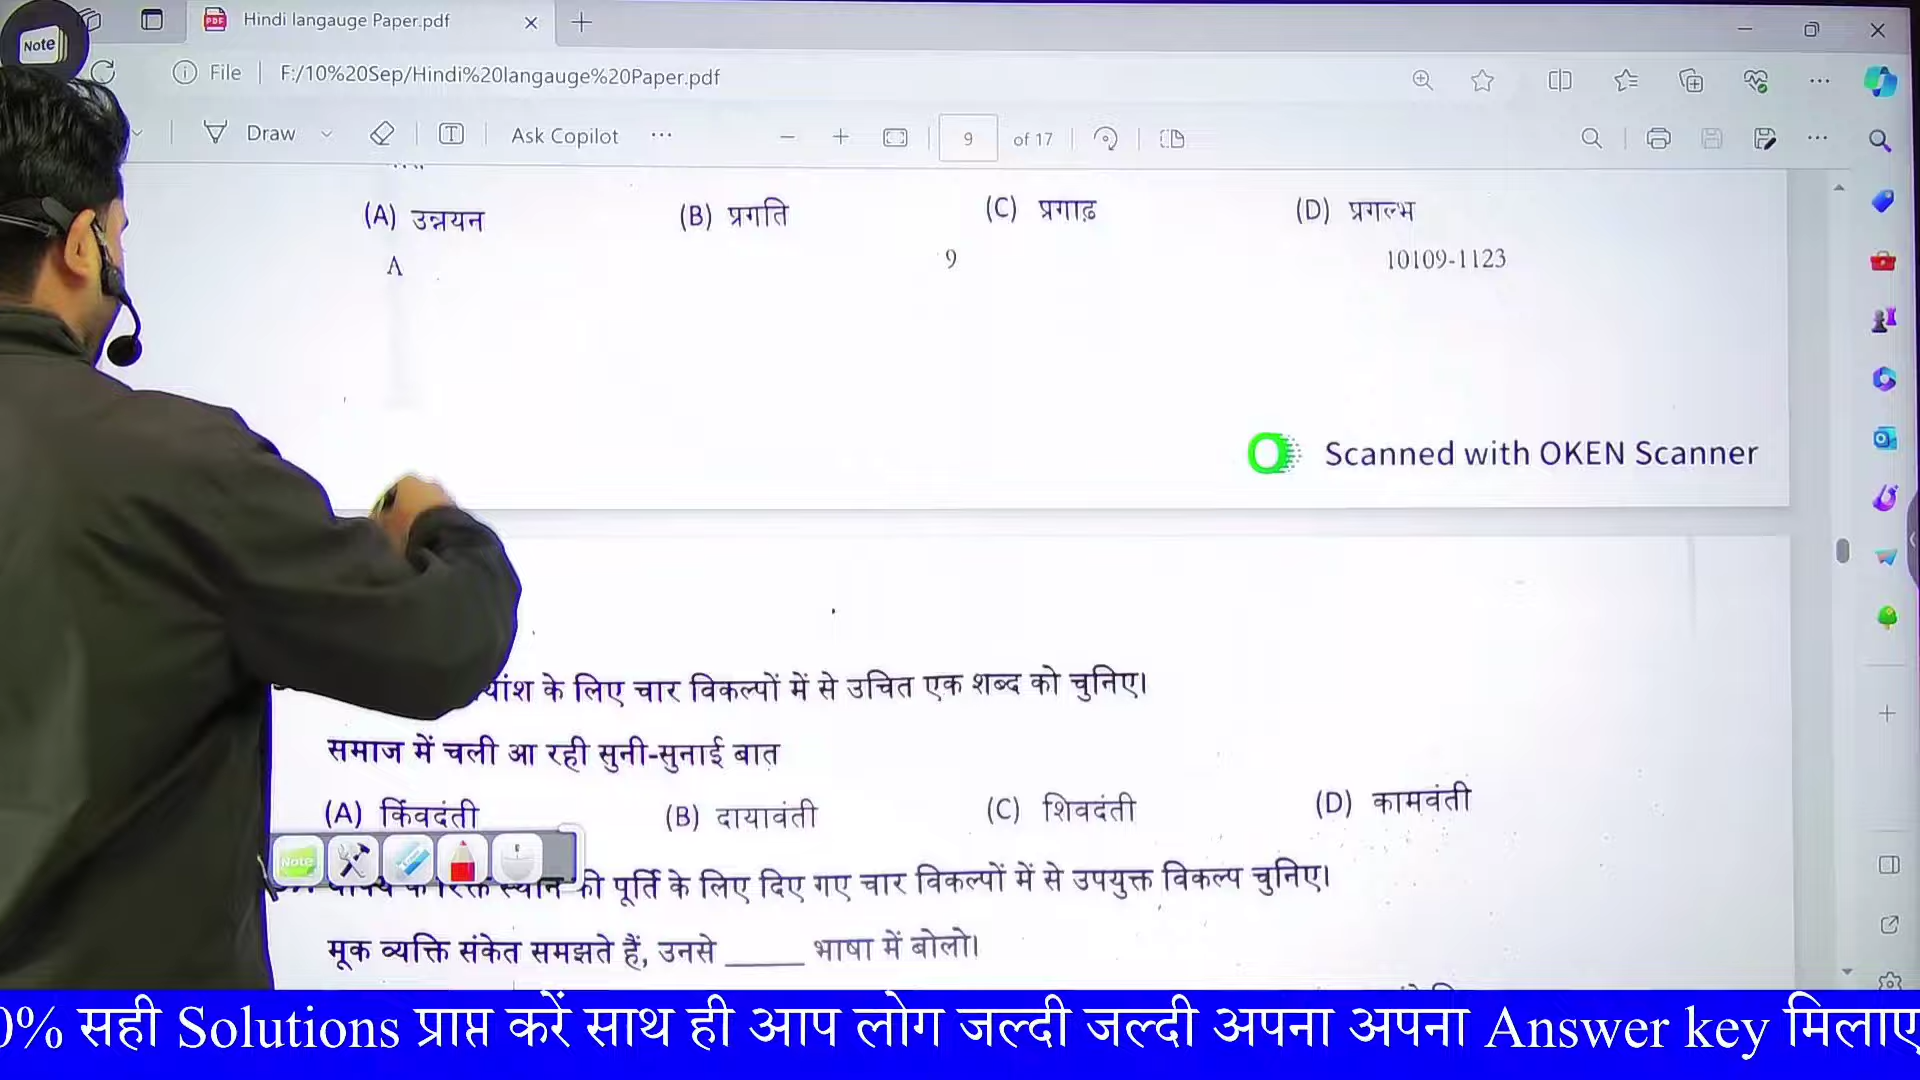 Note
Hindi langauge Paper.pdf
File
F:/10%20Sep/Hindi%20langauge%20Paper.pdf
Draw
Ask Copilot
9 of 17
(A) उन्नयन (B) प्रगति (C) प्रगाढ़ (D) प्रगल्भ
A 9 10109-1123
Scanned with OKEN Scanner
के लिए चार विकल्पों में से उचित एक शब्द को चुनिए।
समाज में चली आ रही सुनी-सुनाई बात
(A) किंवदंती (B) दायावंती (C) शिवदंती (D) कामवंती
Note
की पूर्ति के लिए दिए गए चार विकल्पों में से उपयुक्त विकल्प चुनिए।
मूक व्यक्ति संकेत समझते हैं, उनसे _____ भाषा में बोलो।
0% सही Solutions प्राप्त करें साथ ही आप लोग जल्दी जल्दी अपना अपना Answer key मिलाए